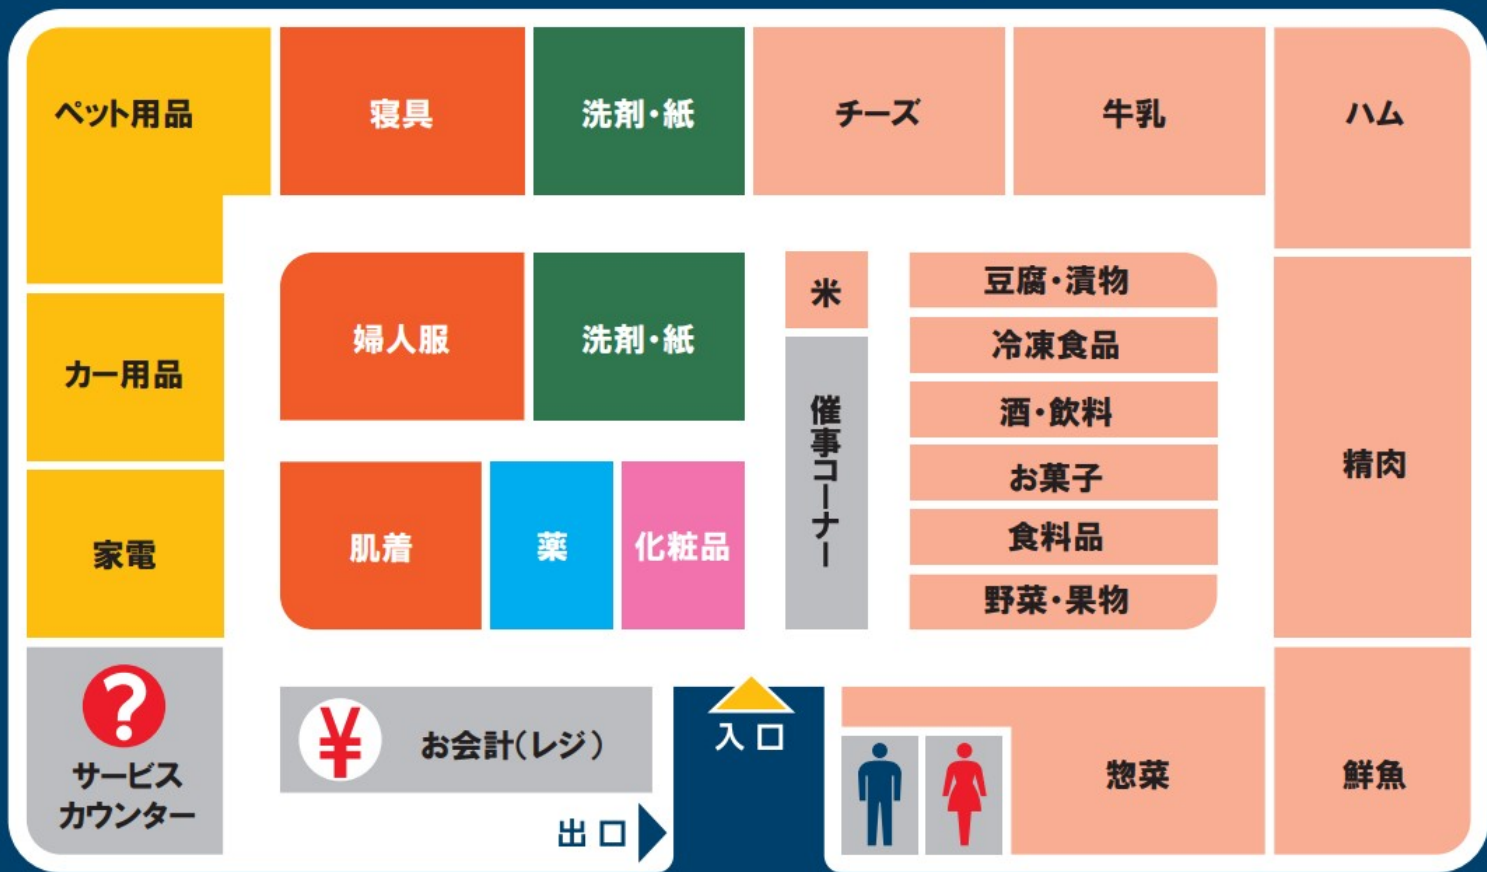 ペット用品
寝具
洗剤・紙
チーズ
牛乳
ハム
カー用品
家電
婦人服
洗剤・紙
肌着
薬
化粧品
米
催事コーナー
豆腐・漬物
冷凍食品
酒・飲料
お菓子
食料品
野菜・果物
精肉
?
サービス
カウンター
¥
お会計(レジ)
入口
出口
惣菜
鮮魚